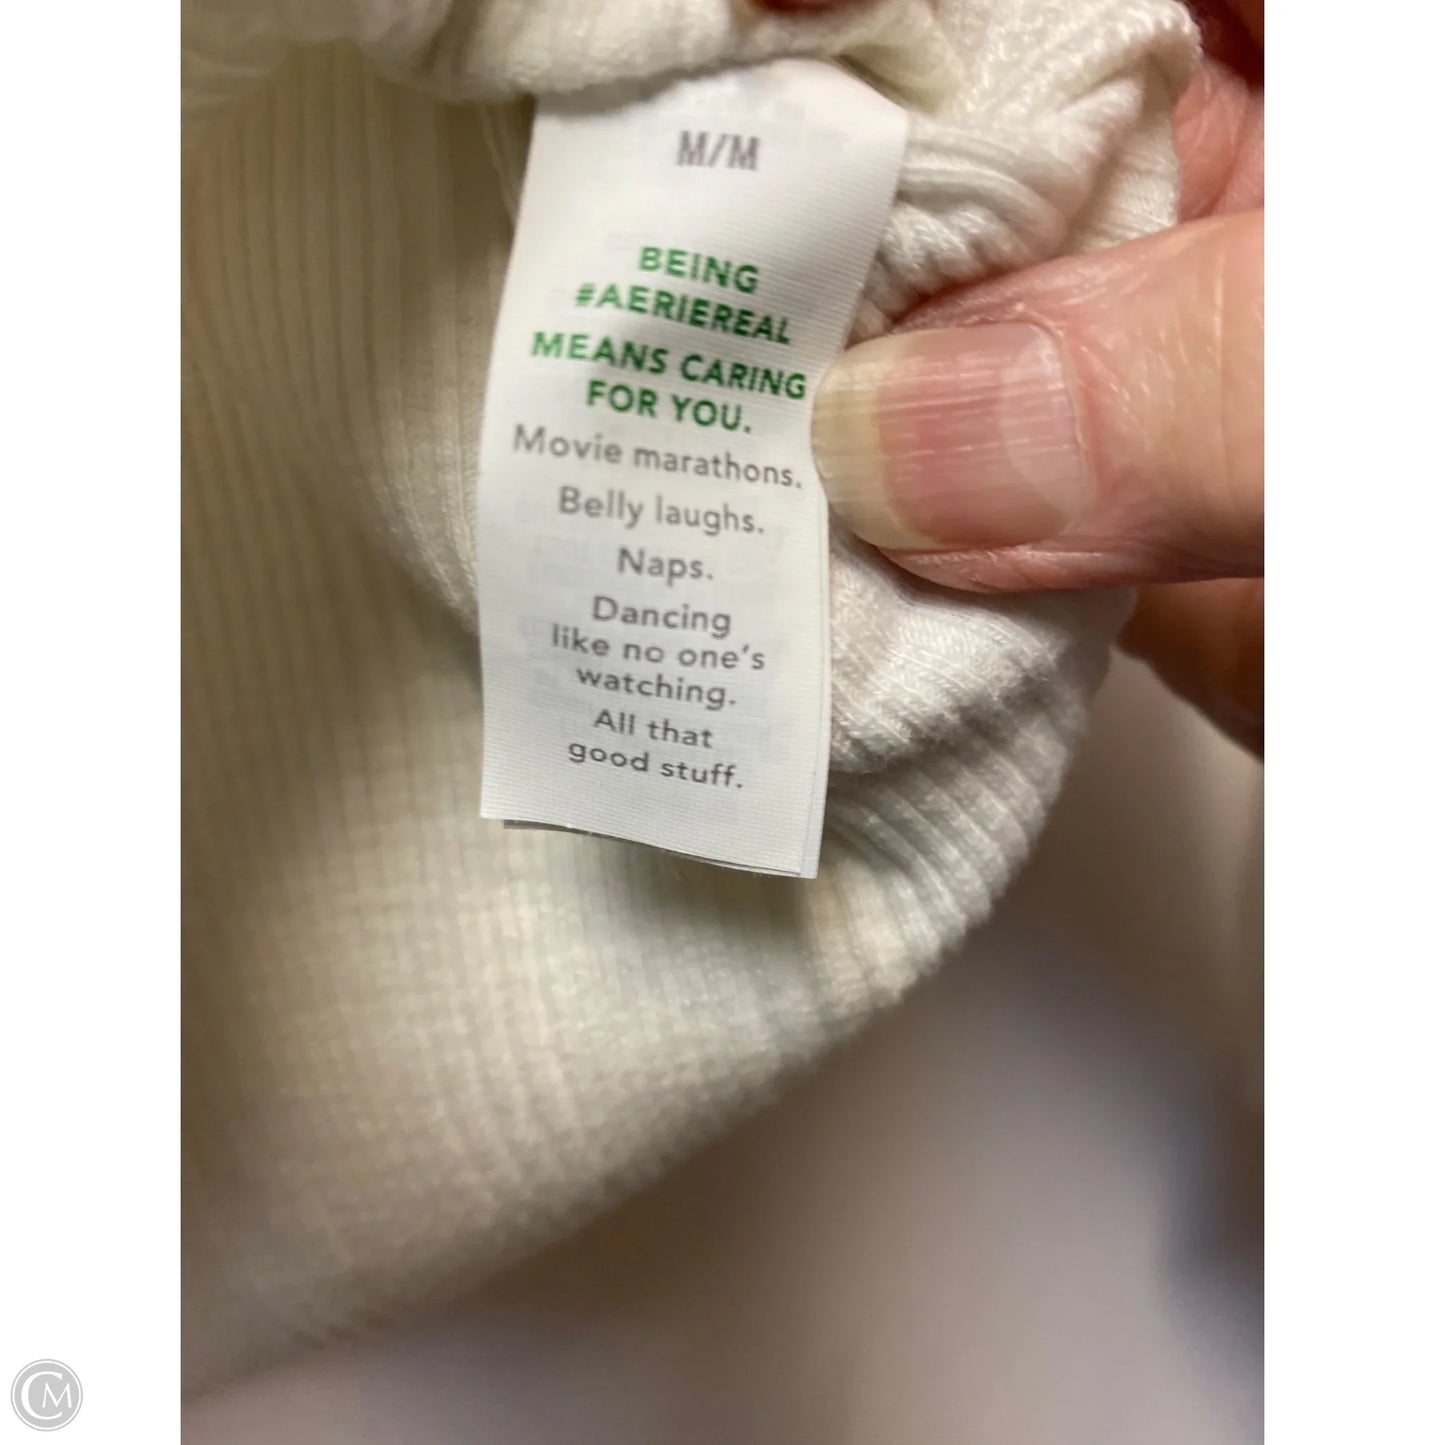 M/M
BEING
#AERIEREAL
MEANS CARING
FOR YOU.
Movie marathons.
Belly laughs.
Naps.
Dancing
like no one's
watching.
All that
good stuff.
CM